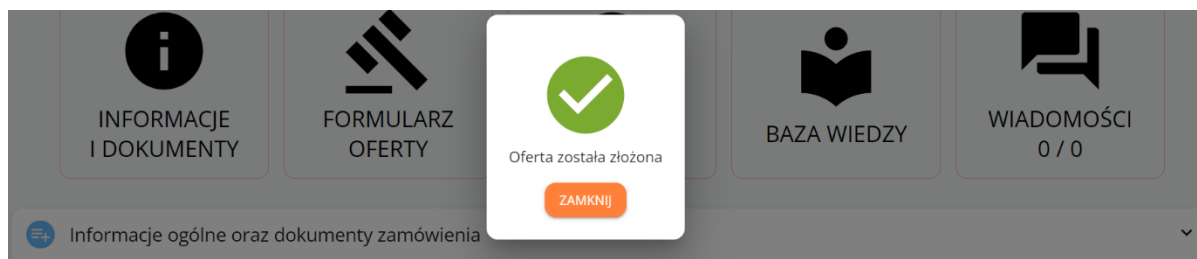 INFORMACJE
I DOKUMENTY
FORMULARZ
OFERTY
Oferta została złożona
ZAMKNIJ
BAZA WIEDZY
WIADOMOŚCI
0 / 0
Informacje ogólne oraz dokumenty zamówienia